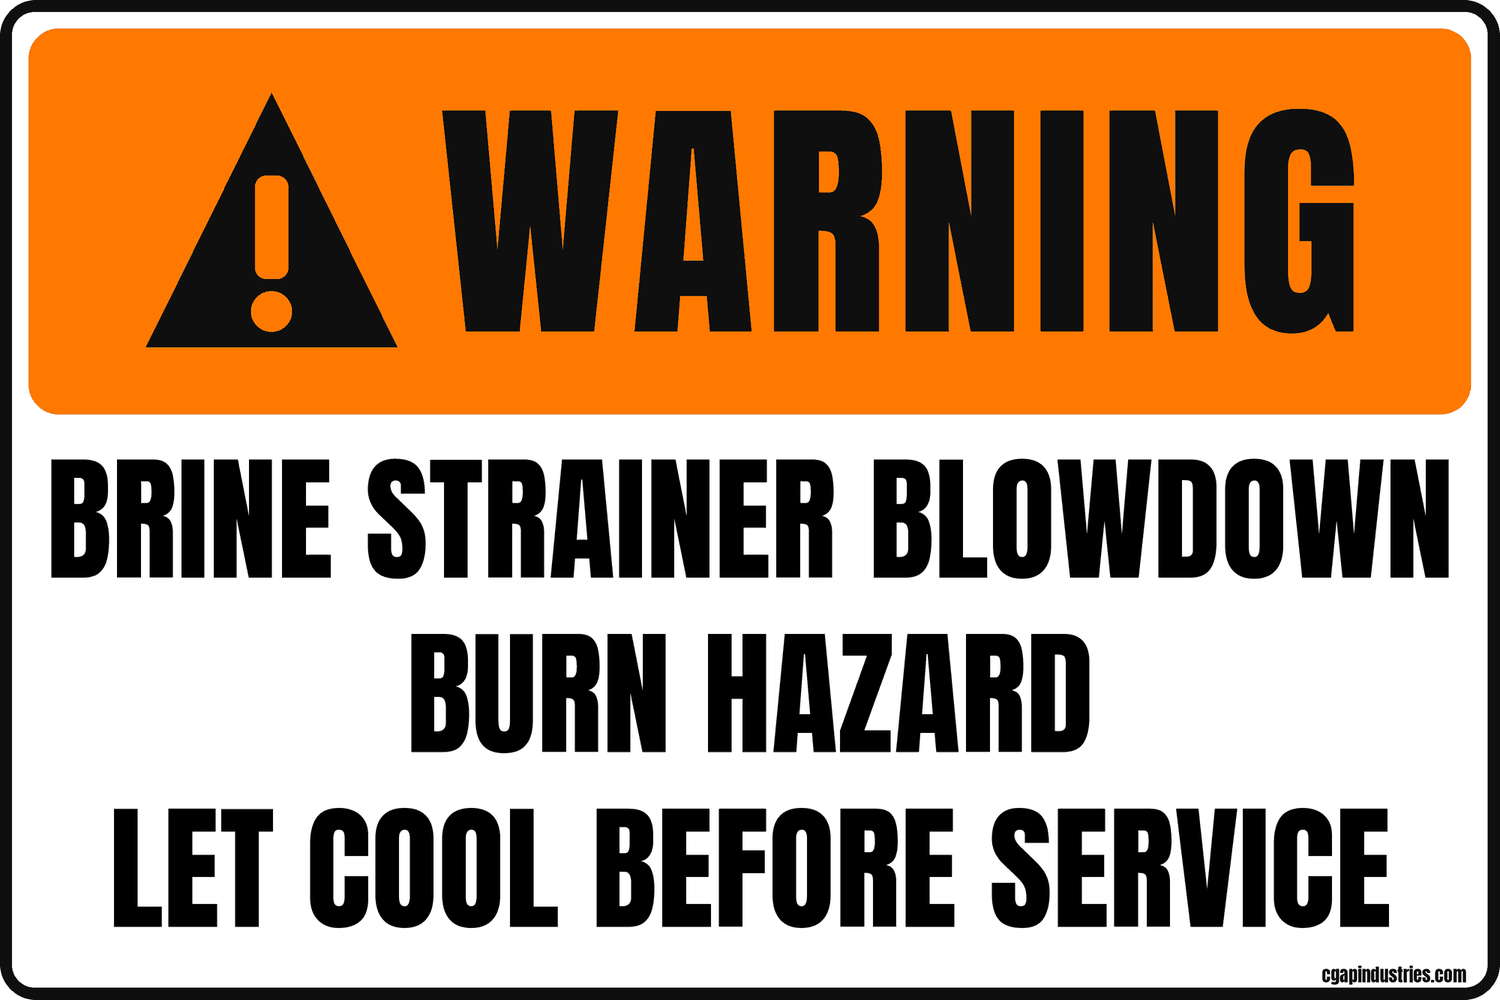 WARNING
BRINE STRAINER BLOWDOWN
BURN HAZARD
LET COOL BEFORE SERVICE
cgapindustries.com